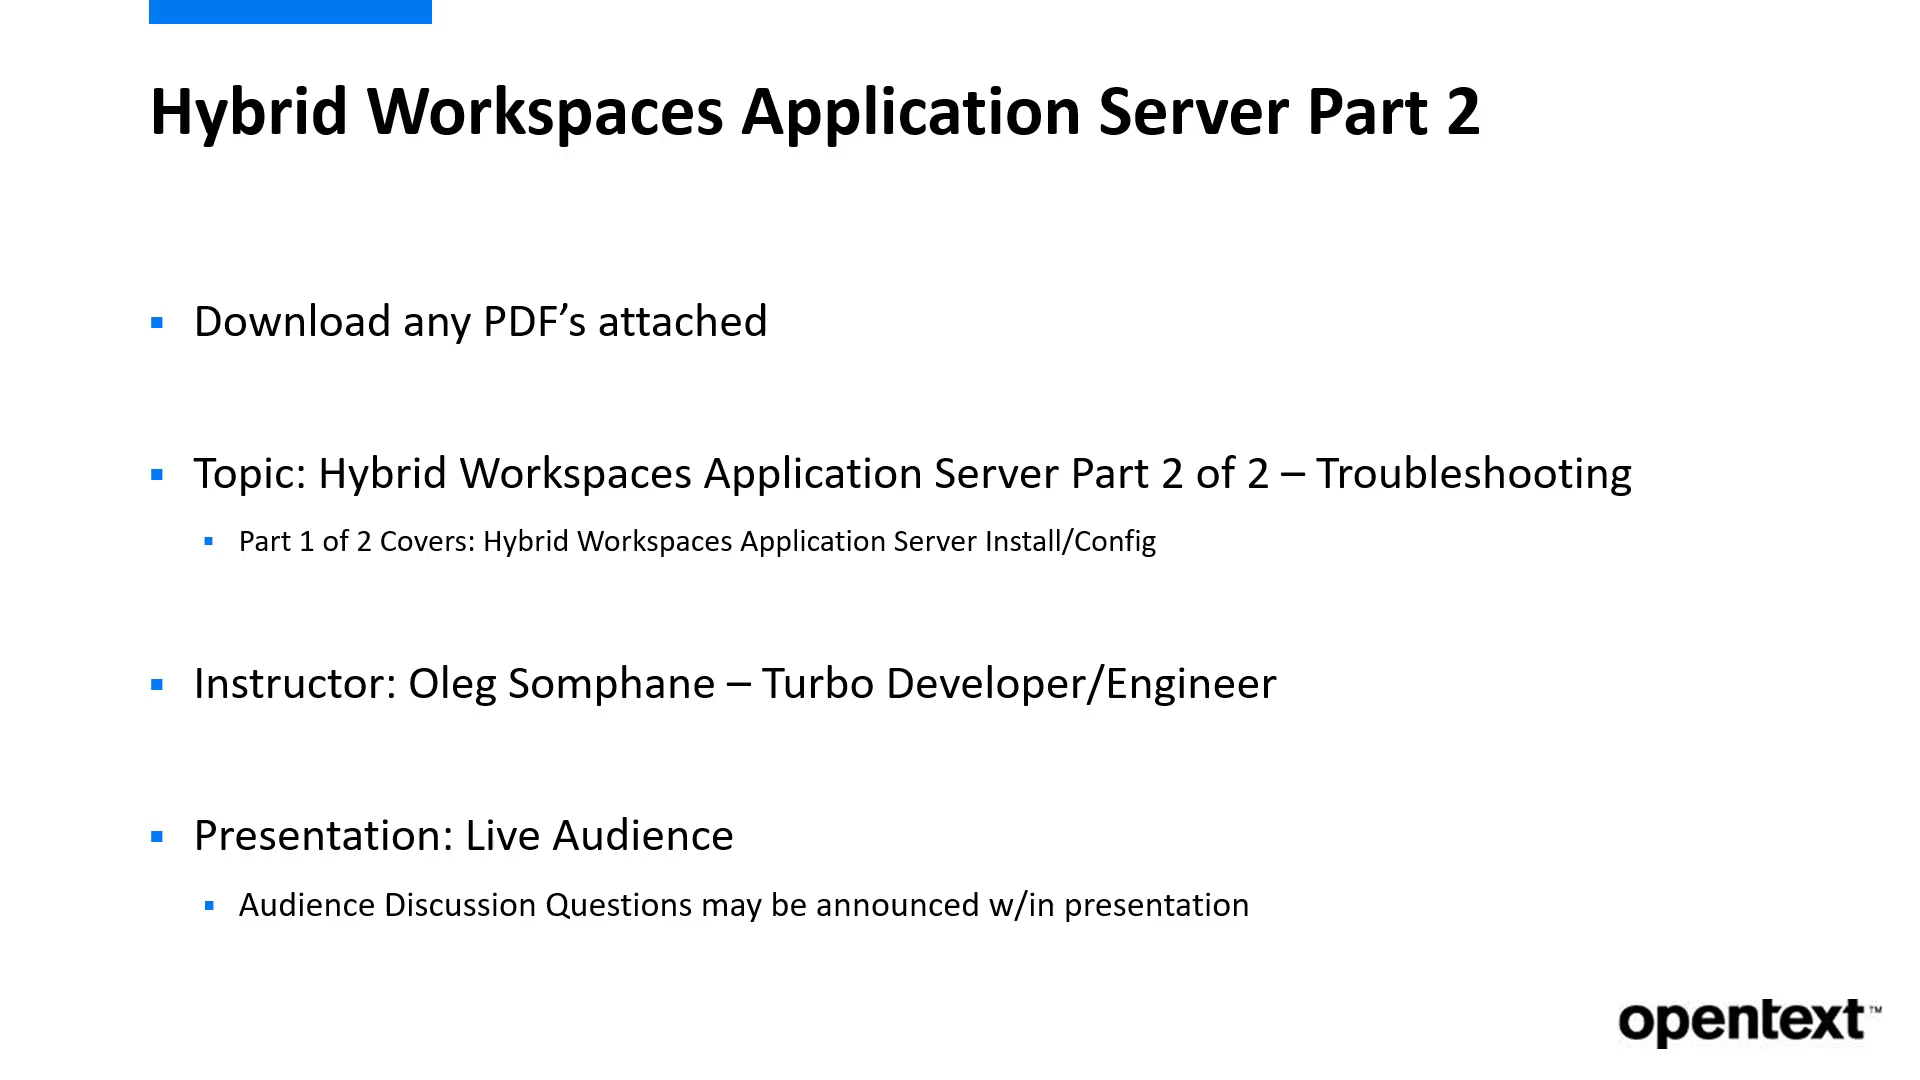 Hybrid Workspaces Application Server Part 2
Download any PDF’s attached
Topic: Hybrid Workspaces Application Server Part 2 of 2 – Troubleshooting
Part 1 of 2 Covers: Hybrid Workspaces Application Server Install/Config
Instructor: Oleg Somphane – Turbo Developer/Engineer
Presentation: Live Audience
Audience Discussion Questions may be announced w/in presentation
opentext™